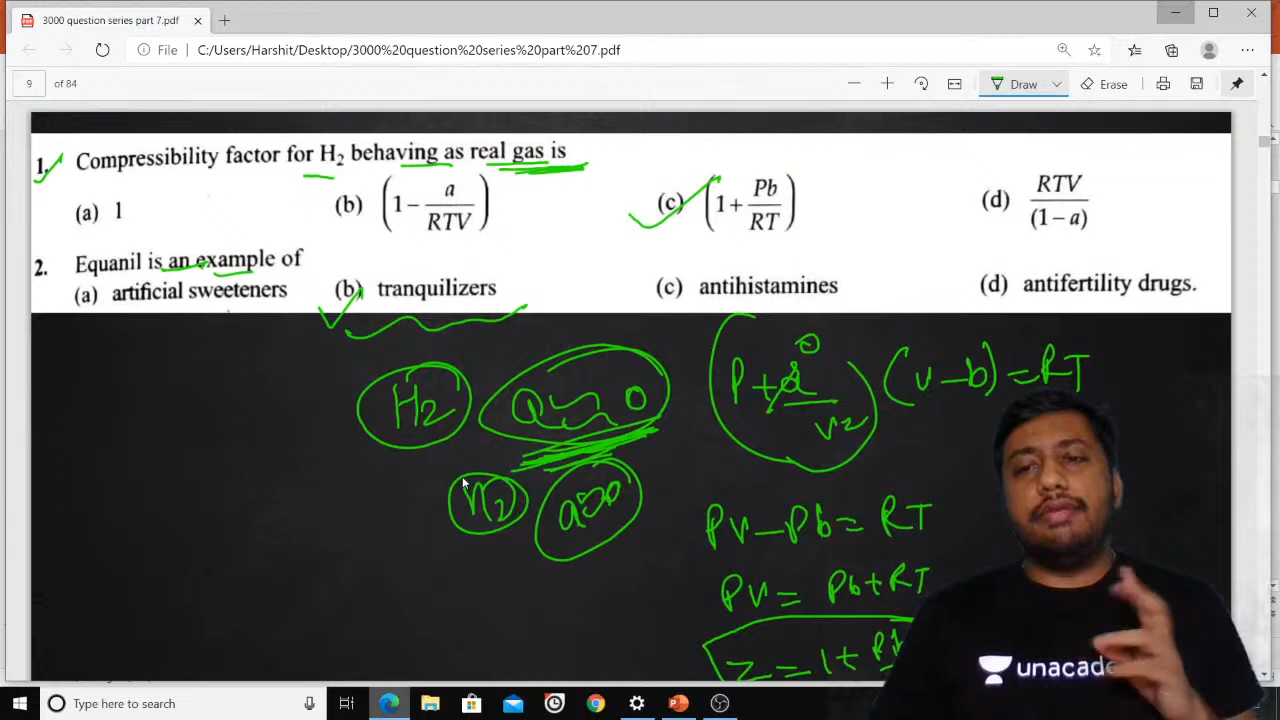 3000 question series part 7.pdf
File C:/Users/Harshit/Desktop/3000%20question%20series%20part%207.pdf
9 of 84
Draw
Erase
1. Compressibility factor for H₂ behaving as real gas is
(a) 1 (b) (1 − a/RTV) (c) (1 + Pb/RT) (d) RTV/(1 − a)
2. Equanil is an example of
(a) artificial sweeteners (b) tranquilizers (c) antihistamines (d) antifertility drugs.
H2
a ≈ 0
(P + a/v2) (v − b) = RT
0
H2
a≈0
Pv − Pb = RT
Pv = Pb + RT
Z = 1 +
unacade
Type here to search